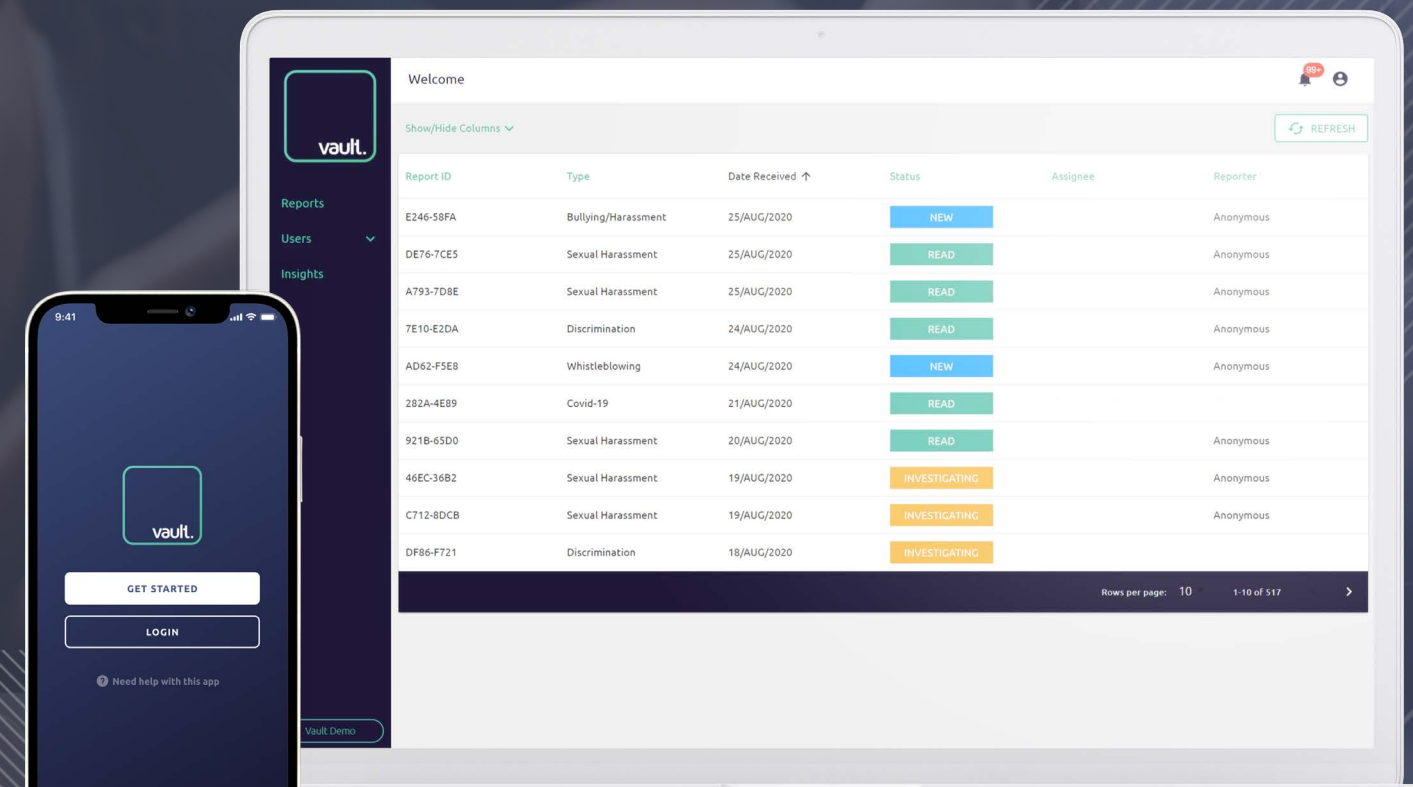 Welcome
99+
vault.
Show/Hide Columns
REFRESH
Reports
Users
Insights
Report ID Type Date Received ↑ Status Assignee Reporter
E246-58FA Bullying/Harassment 25/AUG/2020 NEW Anonymous
DE76-7CE5 Sexual Harassment 25/AUG/2020 READ Anonymous
A793-7D8E Sexual Harassment 25/AUG/2020 READ Anonymous
7E10-E2DA Discrimination 24/AUG/2020 READ Anonymous
AD62-F5E8 Whistleblowing 24/AUG/2020 NEW Anonymous
282A-4E89 Covid-19 21/AUG/2020 READ
921B-65D0 Sexual Harassment 20/AUG/2020 READ Anonymous
46EC-36B2 Sexual Harassment 19/AUG/2020 INVESTIGATING Anonymous
C712-8DCB Sexual Harassment 19/AUG/2020 INVESTIGATING Anonymous
DF86-F721 Discrimination 18/AUG/2020 INVESTIGATING
Rows per page: 10 1-10 of 517
Vault Demo
9:41
vault.
GET STARTED
LOGIN
? Need help with this app